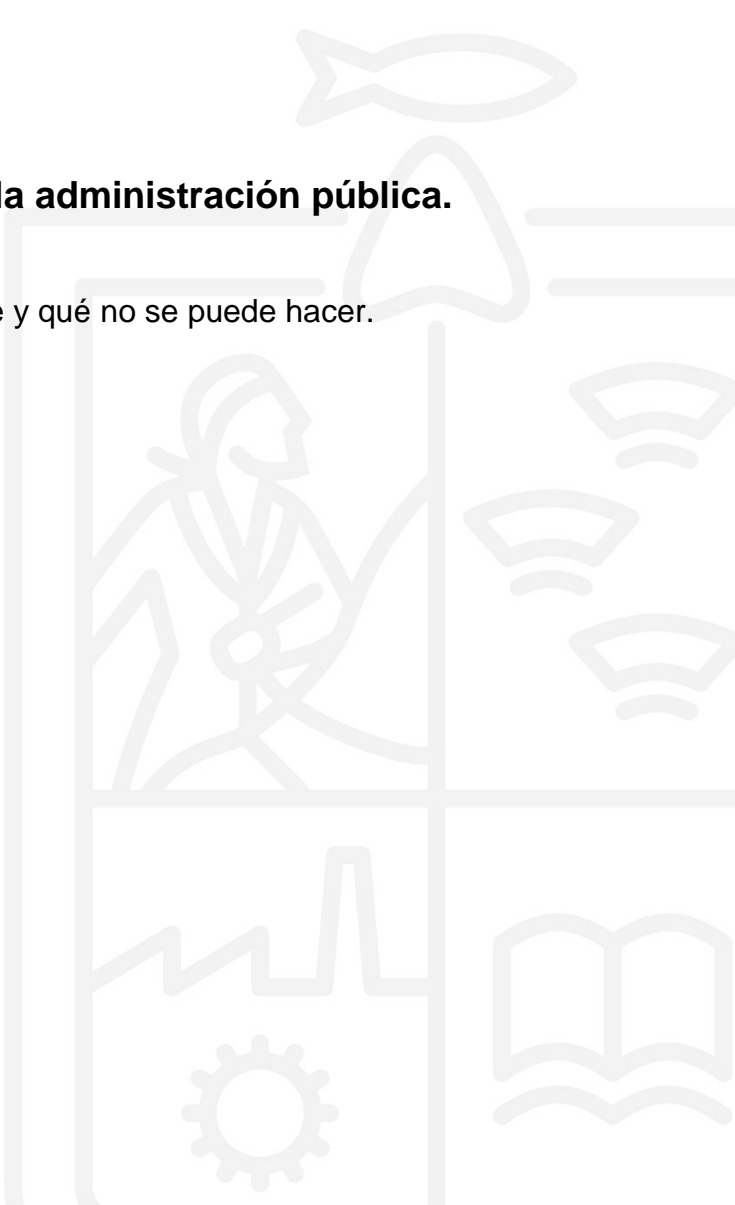 la administración pública.
y qué no se puede hacer.